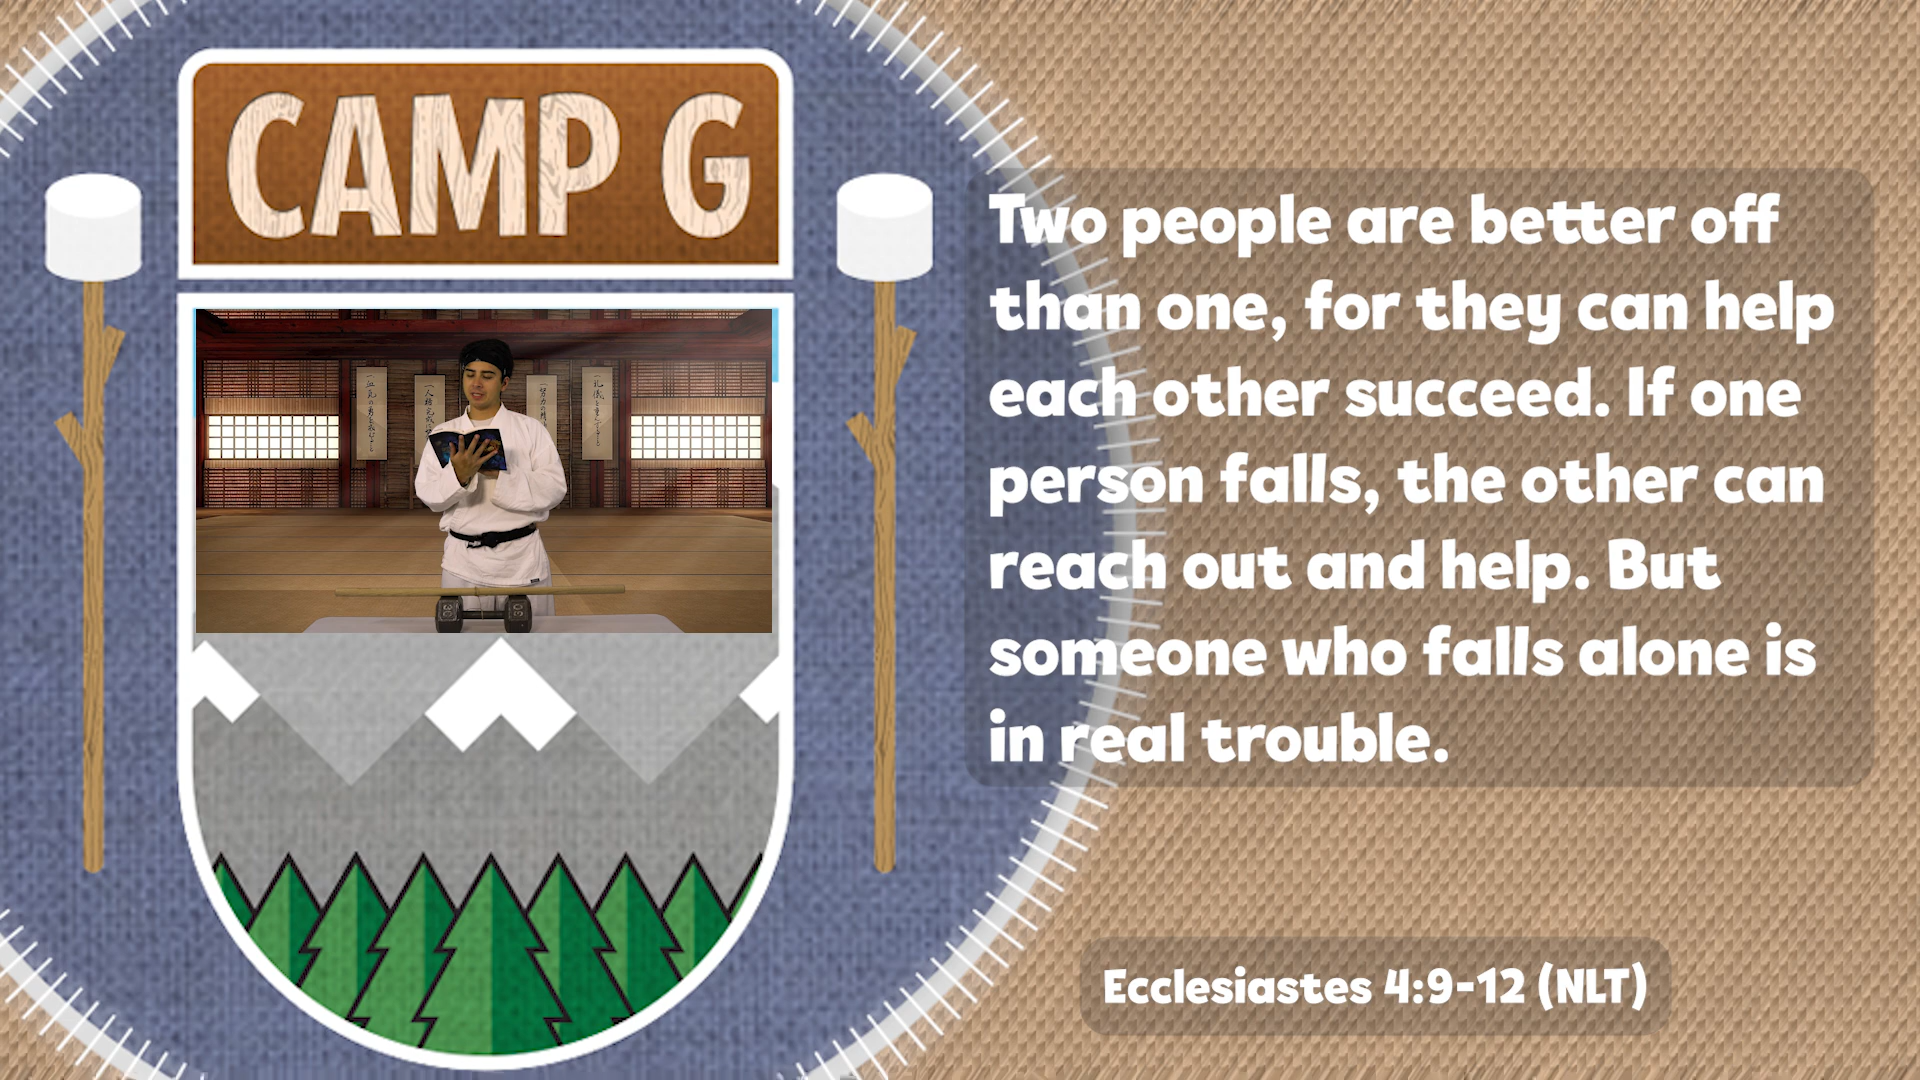 CAMP G
Two people are better off
than one, for they can help
each other succeed. If one
person falls, the other can
reach out and help. But
someone who falls alone is
in real trouble.
Ecclesiastes 4:9-12 (NLT)
30
30